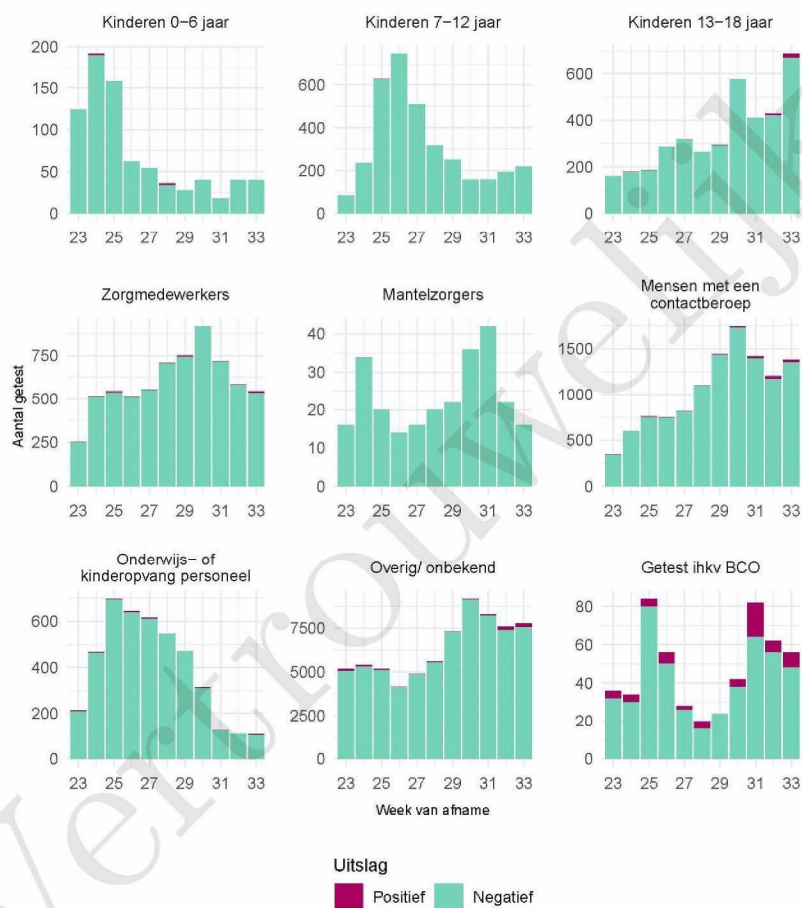 Kinderen 0−6 jaar
Kinderen 7−12 jaar
Kinderen 13−18 jaar
200
150
100
50
0
600
400
200
0
600
400
200
0
23 25 27 29 31 33
23 25 27 29 31 33
23 25 27 29 31 33
Zorgmedewerkers
Mantelzorgers
Mensen met een
contactberoep
Aantal getest
750
500
250
0
40
30
20
10
0
1500
1000
500
0
23 25 27 29 31 33
23 25 27 29 31 33
23 25 27 29 31 33
Onderwijs− of
kinderopvang personeel
Overig/ onbekend
Getest ihkv BCO
600
400
200
0
7500
5000
2500
0
80
60
40
20
0
23 25 27 29 31 33
23 25 27 29 31 33
23 25 27 29 31 33
Week van afname
Uitslag
Positief
Negatief
Vertrouwelijk